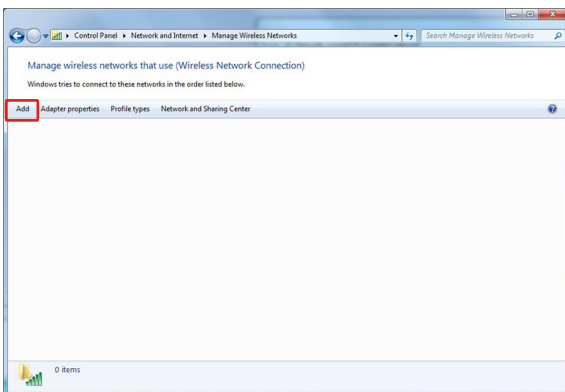 Control Panel ▸ Network and Internet ▸ Manage Wireless Networks
Search Manage Wireless Networks
Manage wireless networks that use (Wireless Network Connection)
Windows tries to connect to these networks in the order listed below.
Add Adapter properties Profile types Network and Sharing Center
0 items